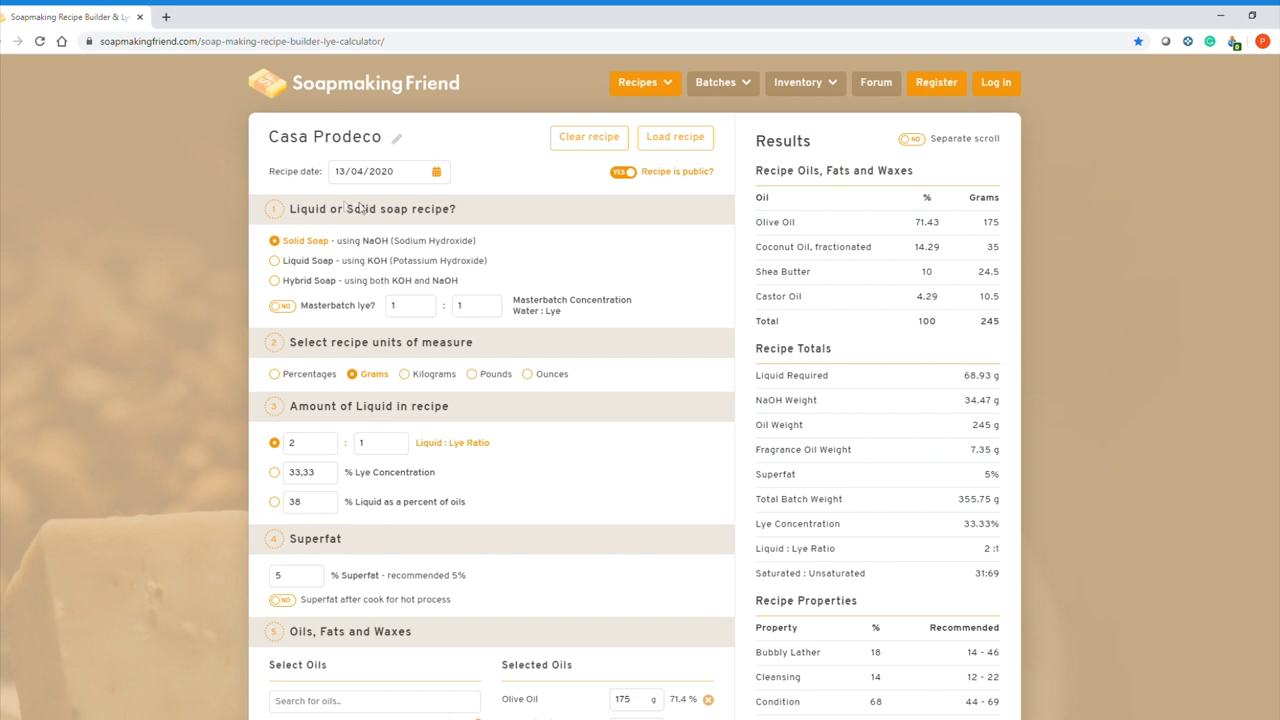 Soapmaking Recipe Builder & Lye
soapmakingfriend.com/soap-making-recipe-builder-lye-calculator/
P
0
Soapmaking Friend
Recipes
Batches
Inventory
Forum
Register
Log in
Casa Prodeco
Clear recipe
Load recipe
Recipe date: 13/04/2020
YES Recipe is public?
1 Liquid or Solid soap recipe?
Solid Soap - using NaOH (Sodium Hydroxide)
Liquid Soap - using KOH (Potassium Hydroxide)
Hybrid Soap - using both KOH and NaOH
NO Masterbatch lye? 1 : 1 Masterbatch Concentration
Water : Lye
2 Select recipe units of measure
Percentages Grams Kilograms Pounds Ounces
3 Amount of Liquid in recipe
2 : 1 Liquid : Lye Ratio
33,33 % Lye Concentration
38 % Liquid as a percent of oils
4 Superfat
5 % Superfat - recommended 5%
NO Superfat after cook for hot process
5 Oils, Fats and Waxes
Select Oils
Search for oils..
Selected Oils
Olive Oil 175 g 71.4 %
Results
NO Separate scroll
Recipe Oils, Fats and Waxes
Oil % Grams
Olive Oil 71.43 175
Coconut Oil, fractionated 14.29 35
Shea Butter 10 24.5
Castor Oil 4.29 10.5
Total 100 245
Recipe Totals
Liquid Required 68.93 g
NaOH Weight 34.47 g
Oil Weight 245 g
Fragrance Oil Weight 7.35 g
Superfat 5%
Total Batch Weight 355.75 g
Lye Concentration 33.33%
Liquid : Lye Ratio 2 :1
Saturated : Unsaturated 31:69
Recipe Properties
Property % Recommended
Bubbly Lather 18 14 - 46
Cleansing 14 12 - 22
Condition 68 44 - 69